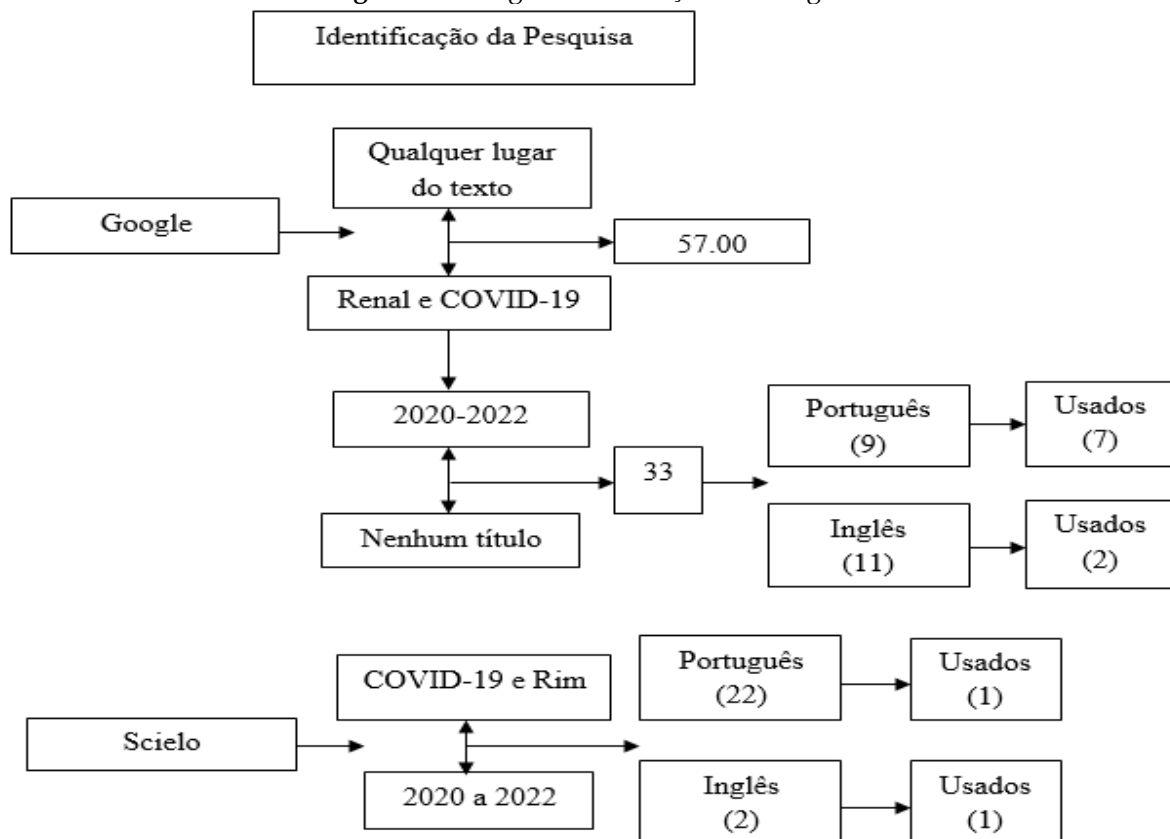 Identificação da Pesquisa
Qualquer lugar
do texto
Google
57.00
Renal e COVID-19
2020-2022
33
Nenhum título
Português
(9)
Usados
(7)
Inglês
(11)
Usados
(2)
COVID-19 e Rim
Scielo
2020 a 2022
Português
(22)
Usados
(1)
Inglês
(2)
Usados
(1)